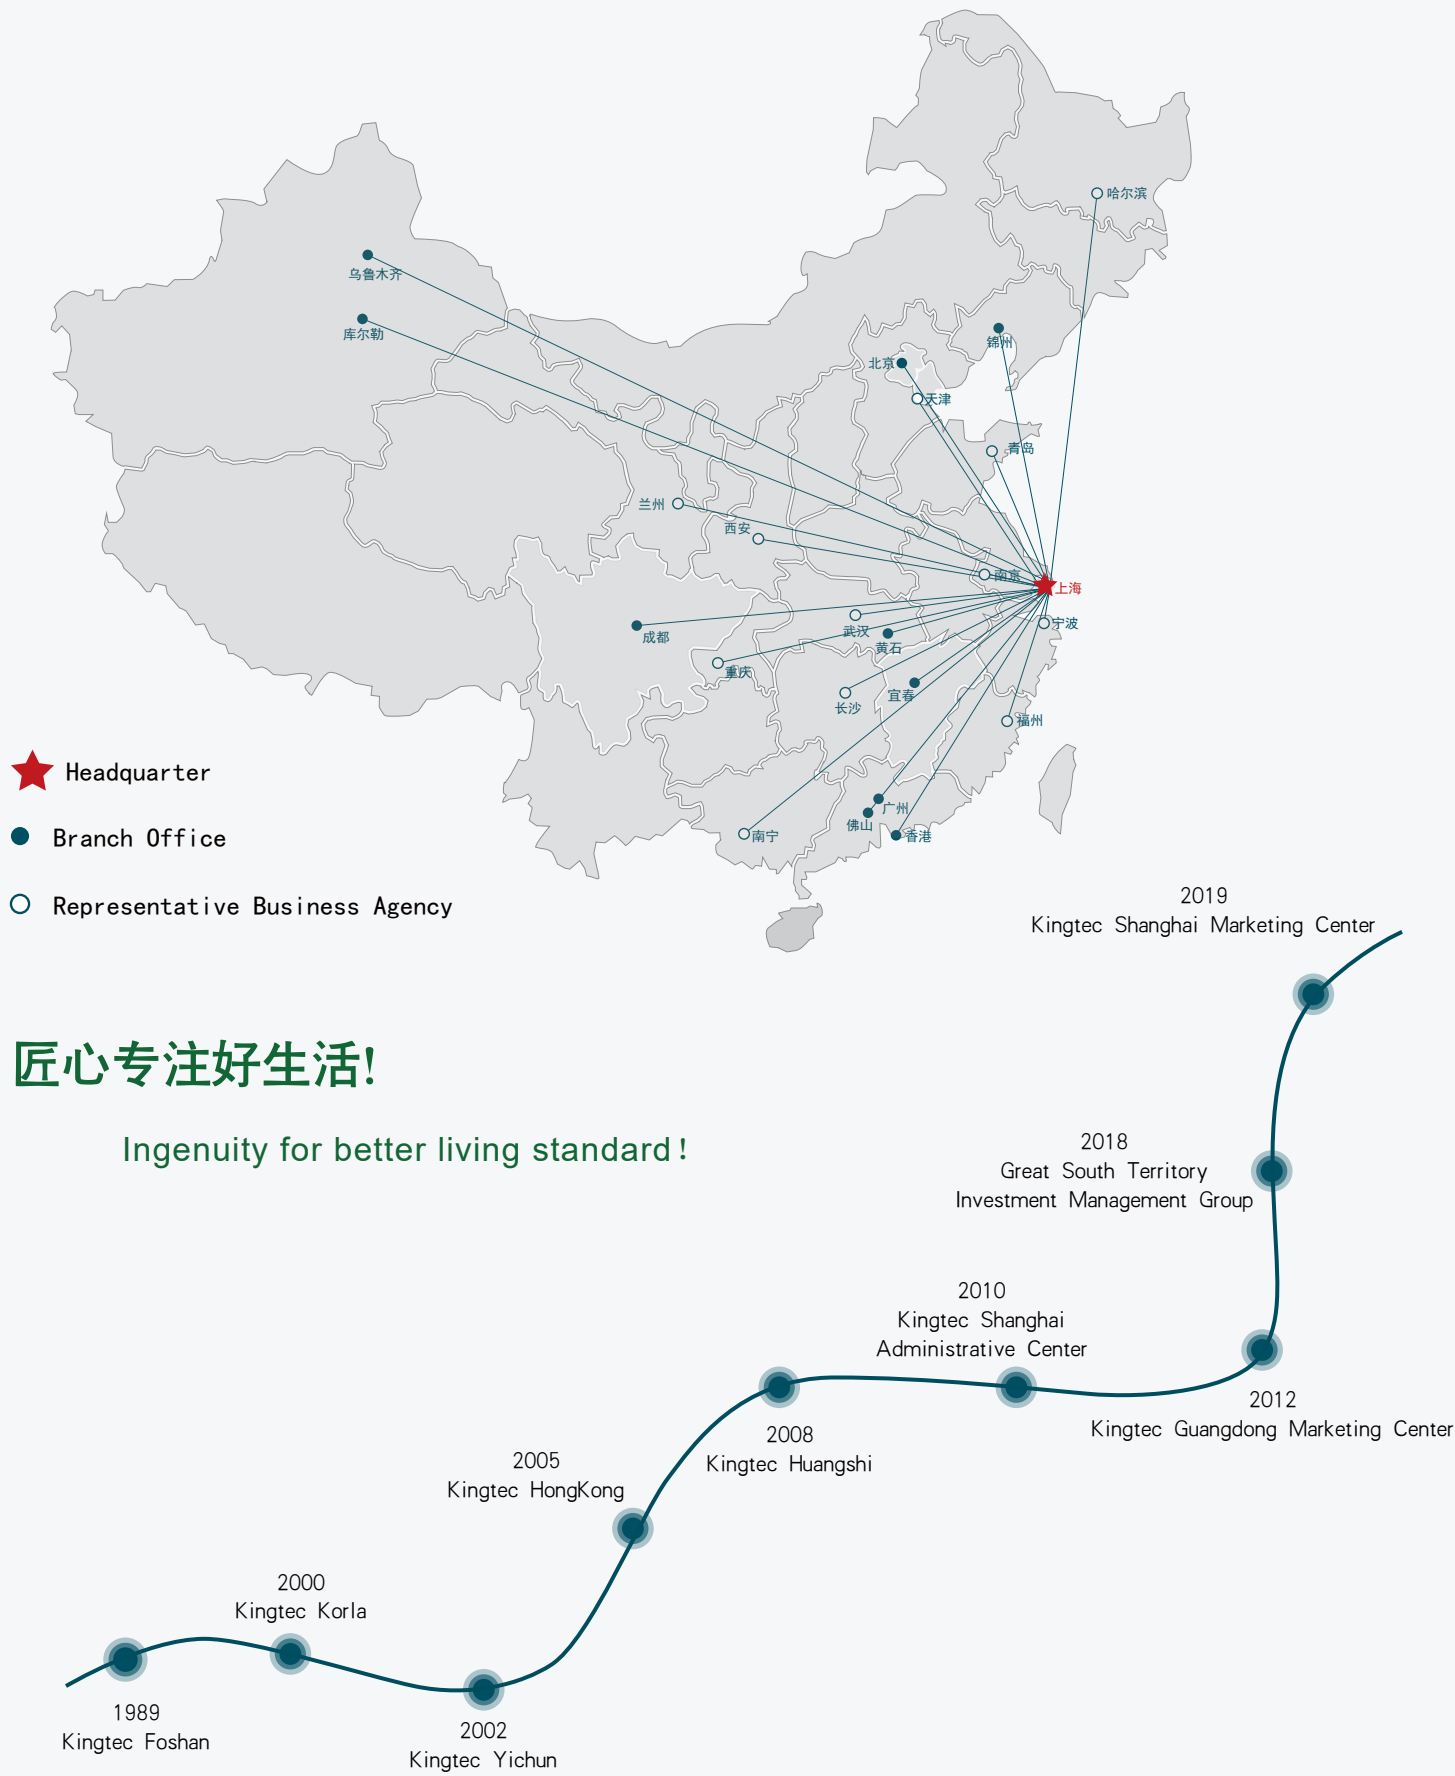 哈尔滨
乌鲁木齐
库尔勒
锦州
北京
天津
青岛
兰州
西安
南京
上海
成都
武汉
宁波
黄石
重庆
宜春
长沙
福州
广州
佛山
香港
南宁
Headquarter
Branch Office
Representative Business Agency
2019
Kingtec Shanghai Marketing Center
匠心专注好生活!
Ingenuity for better living standard!
2018
Great South Territory
Investment Management Group
2010
Kingtec Shanghai
Administrative Center
2012
Kingtec Guangdong Marketing Center
2008
Kingtec Huangshi
2005
Kingtec HongKong
2000
Kingtec Korla
1989
Kingtec Foshan
2002
Kingtec Yichun